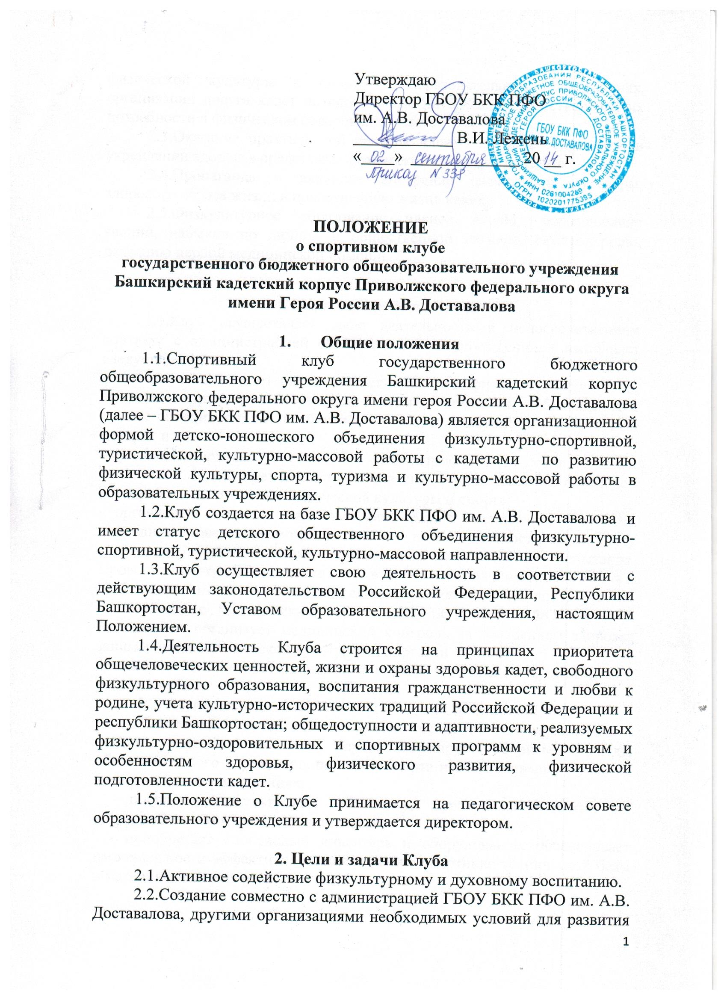 Утверждаю
Директор ГБОУ БКК ПФО
им. А.В. Доставалова
____________ В.И. Лежень
«02» сентября 2014 г.
приказ N 338
ГБОУ БКК ПФО
ИМ. А.В. ДОСТАВАЛОВА
ИНН 0261004289
ОГРН 1020201775395
ПОЛОЖЕНИЕ
о спортивном клубе
государственного бюджетного общеобразовательного учреждения
Башкирский кадетский корпус Приволжского федерального округа
имени Героя России А.В. Доставалова
1. Общие положения
1.1.Спортивный клуб государственного бюджетного
общеобразовательного учреждения Башкирский кадетский корпус
Приволжского федерального округа имени героя России А.В. Доставалова
(далее – ГБОУ БКК ПФО им. А.В. Доставалова) является организационной
формой детско-юношеского объединения физкультурно-спортивной,
туристической, культурно-массовой работы с кадетами по развитию
физической культуры, спорта, туризма и культурно-массовой работы в
образовательных учреждениях.
1.2.Клуб создается на базе ГБОУ БКК ПФО им. А.В. Доставалова и
имеет статус детского общественного объединения физкультурно-
спортивной, туристической, культурно-массовой направленности.
1.3.Клуб осуществляет свою деятельность в соответствии с
действующим законодательством Российской Федерации, Республики
Башкортостан, Уставом образовательного учреждения, настоящим
Положением.
1.4.Деятельность Клуба строится на принципах приоритета
общечеловеческих ценностей, жизни и охраны здоровья кадет, свободного
физкультурного образования, воспитания гражданственности и любви к
родине, учета культурно-исторических традиций Российской Федерации и
республики Башкортостан; общедоступности и адаптивности, реализуемых
физкультурно-оздоровительных и спортивных программ к уровням и
особенностям здоровья, физического развития, физической
подготовленности кадет.
1.5.Положение о Клубе принимается на педагогическом совете
образовательного учреждения и утверждается директором.
2. Цели и задачи Клуба
2.1.Активное содействие физкультурному и духовному воспитанию.
2.2.Создание совместно с администрацией ГБОУ БКК ПФО им. А.В.
Доставалова, другими организациями необходимых условий для развития
1